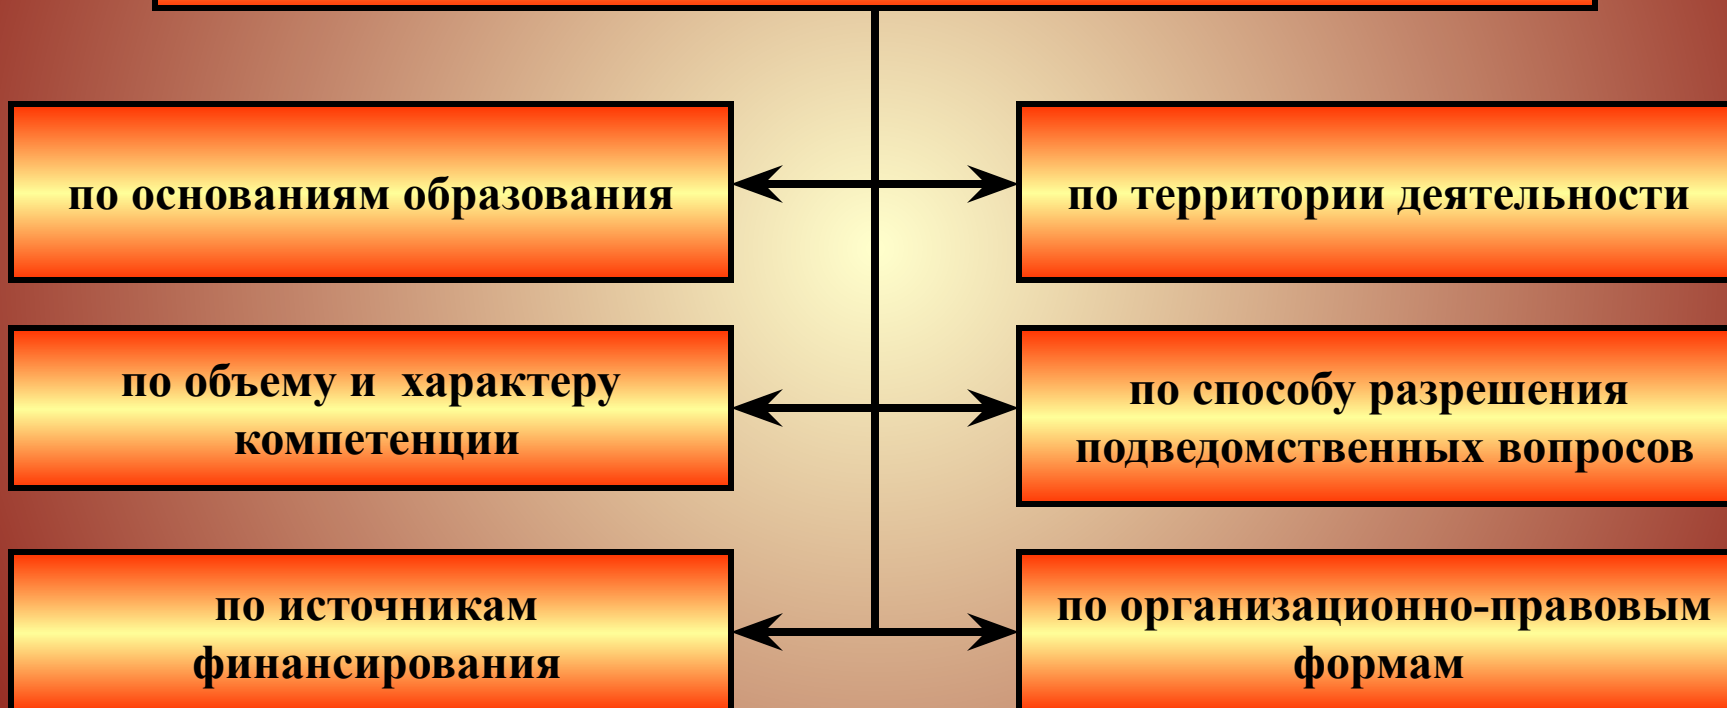 по основаниям образования
по территории деятельности
по объему и характеру
компетенции
по способу разрешения
подведомственных вопросов
по источникам
финансирования
по организационно-правовым
формам